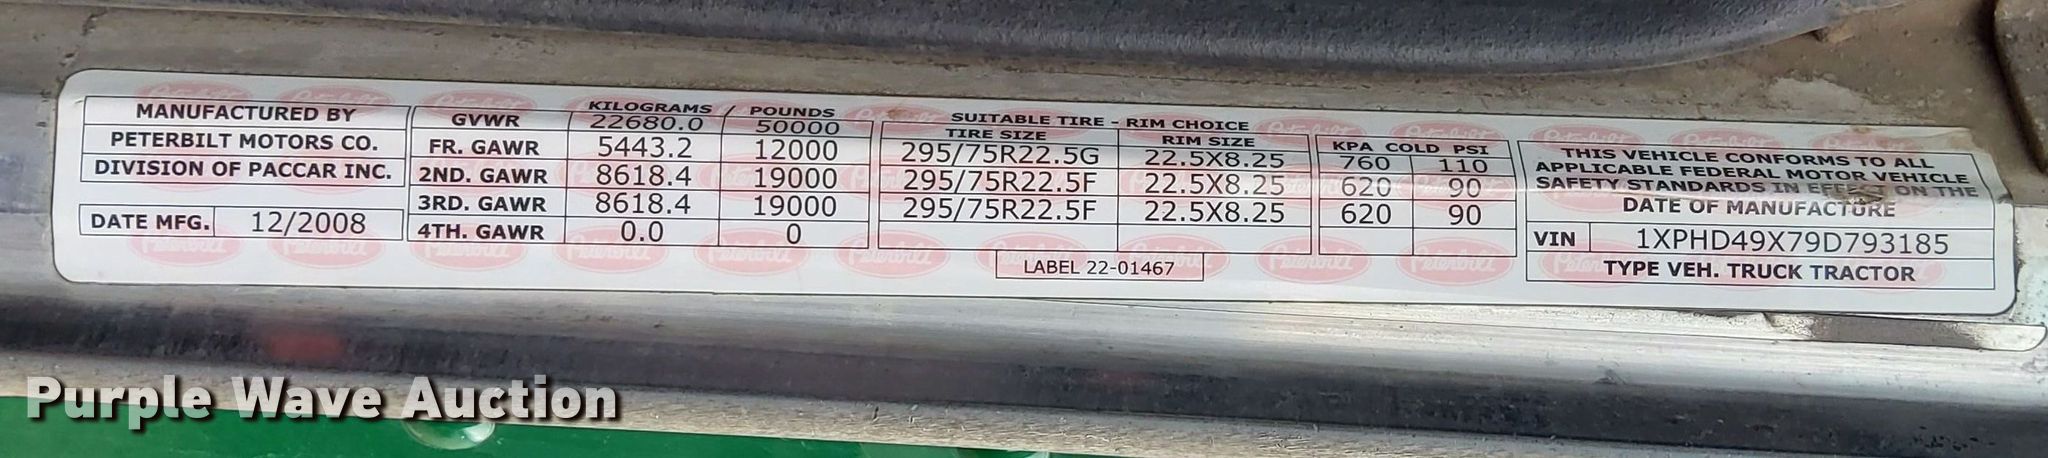 MANUFACTURED BY
PETERBILT MOTORS CO.
DIVISION OF PACCAR INC.
DATE MFG. 12/2008
KILOGRAMS / POUNDS
GVWR 22680.0 50000
FR. GAWR 5443.2 12000
2ND. GAWR 8618.4 19000
3RD. GAWR 8618.4 19000
4TH. GAWR 0.0 0
SUITABLE TIRE - RIM CHOICE
TIRE SIZE RIM SIZE KPA COLD PSI
295/75R22.5G 22.5X8.25 760 110
295/75R22.5F 22.5X8.25 620 90
295/75R22.5F 22.5X8.25 620 90
LABEL 22-01467
THIS VEHICLE CONFORMS TO ALL
APPLICABLE FEDERAL MOTOR VEHICLE
SAFETY STANDARDS IN EFFECT ON THE
DATE OF MANUFACTURE
VIN 1XPHD49X79D793185
TYPE VEH. TRUCK TRACTOR
Purple Wave Auction